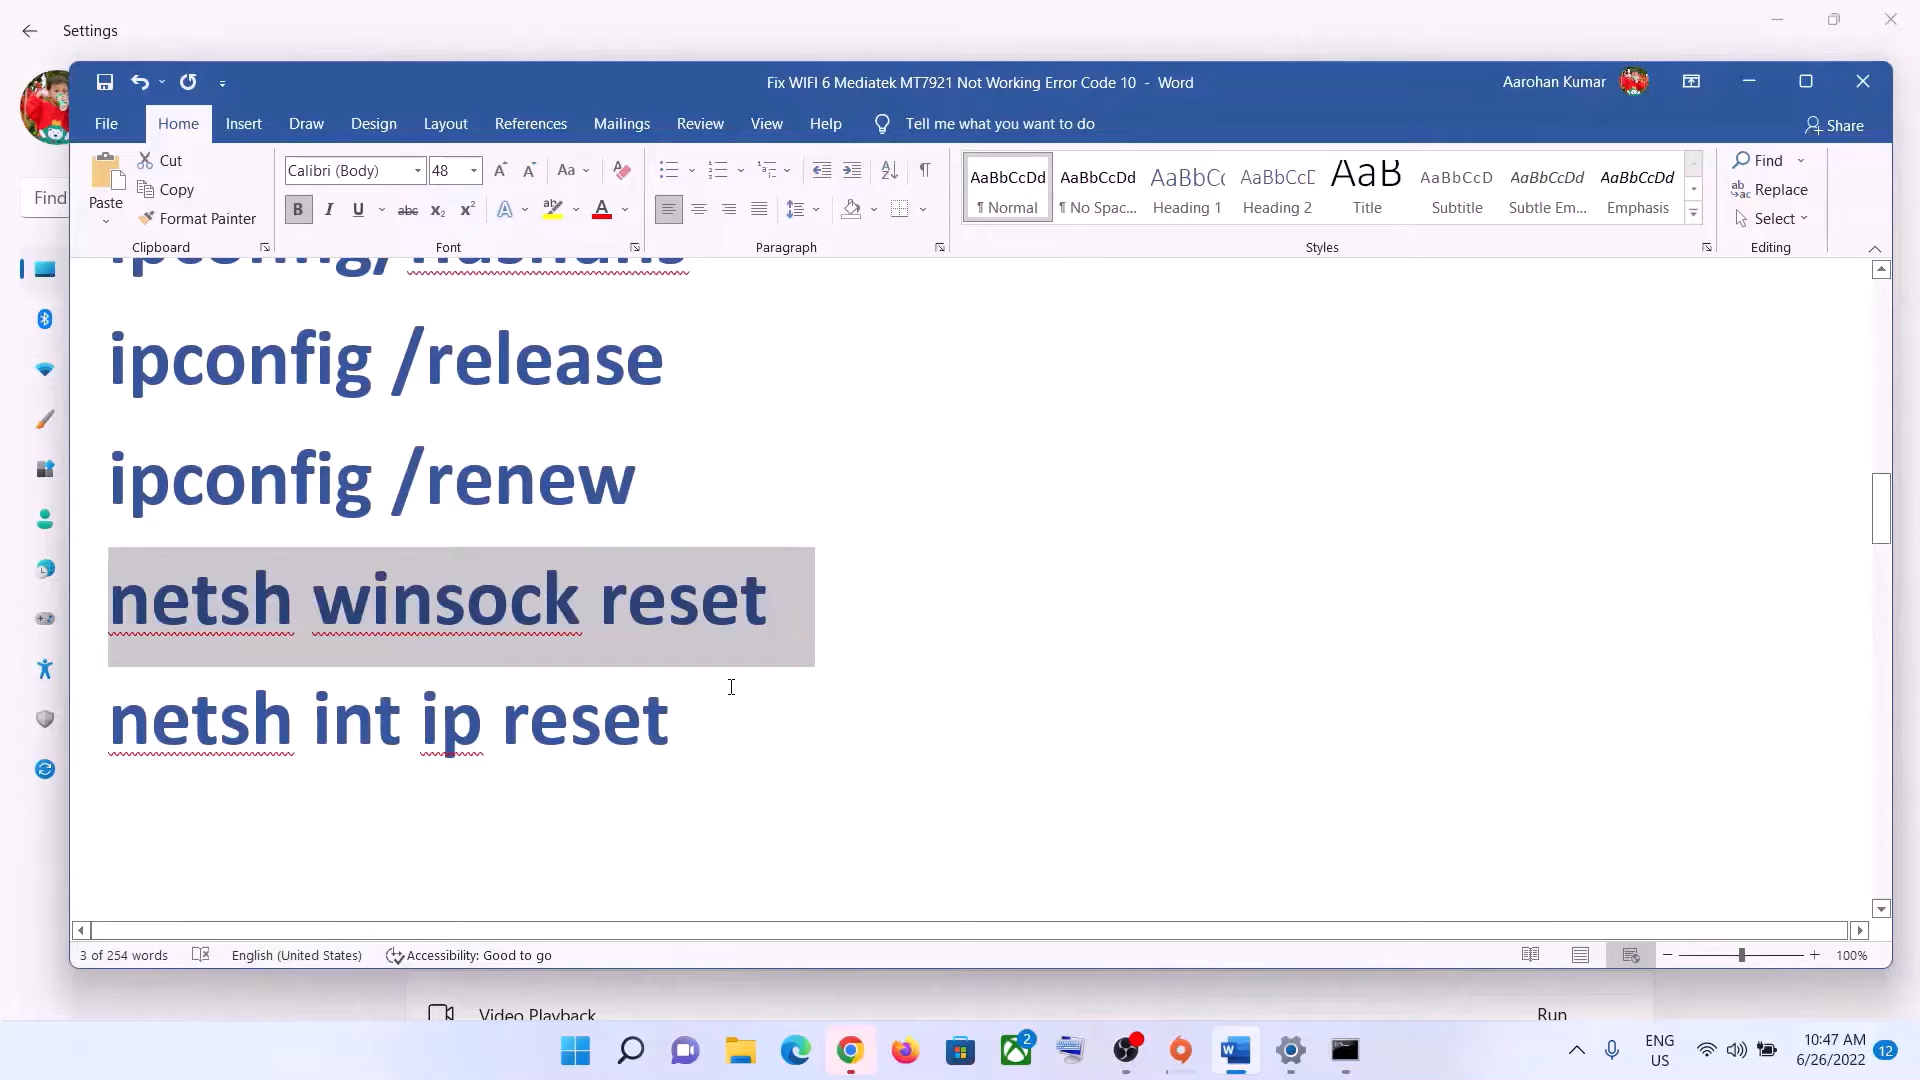 Settings
Fix WIFI 6 Mediatek MT7921 Not Working Error Code 10 - Word
Aarohan Kumar
File Home Insert Draw Design Layout References Mailings Review View Help Tell me what you want to do
Share
Find
Paste
Cut
Copy
Format Painter
Clipboard
Calibri (Body) 48
Font
Paragraph
AaBbCcDd AaBbCcDd AaBbCc AaBbCcD AaB AaBbCcD AaBbCcDd AaBbCcDd
¶ Normal ¶ No Spac... Heading 1 Heading 2 Title Subtitle Subtle Em... Emphasis
Styles
Find
Replace
Select
Editing
ipconfig /release
ipconfig /renew
netsh winsock reset
netsh int ip reset
3 of 254 words English (United States) Accessibility: Good to go 100%
Video Playback Run
2
ENG
US
10:47 AM
6/26/2022
12